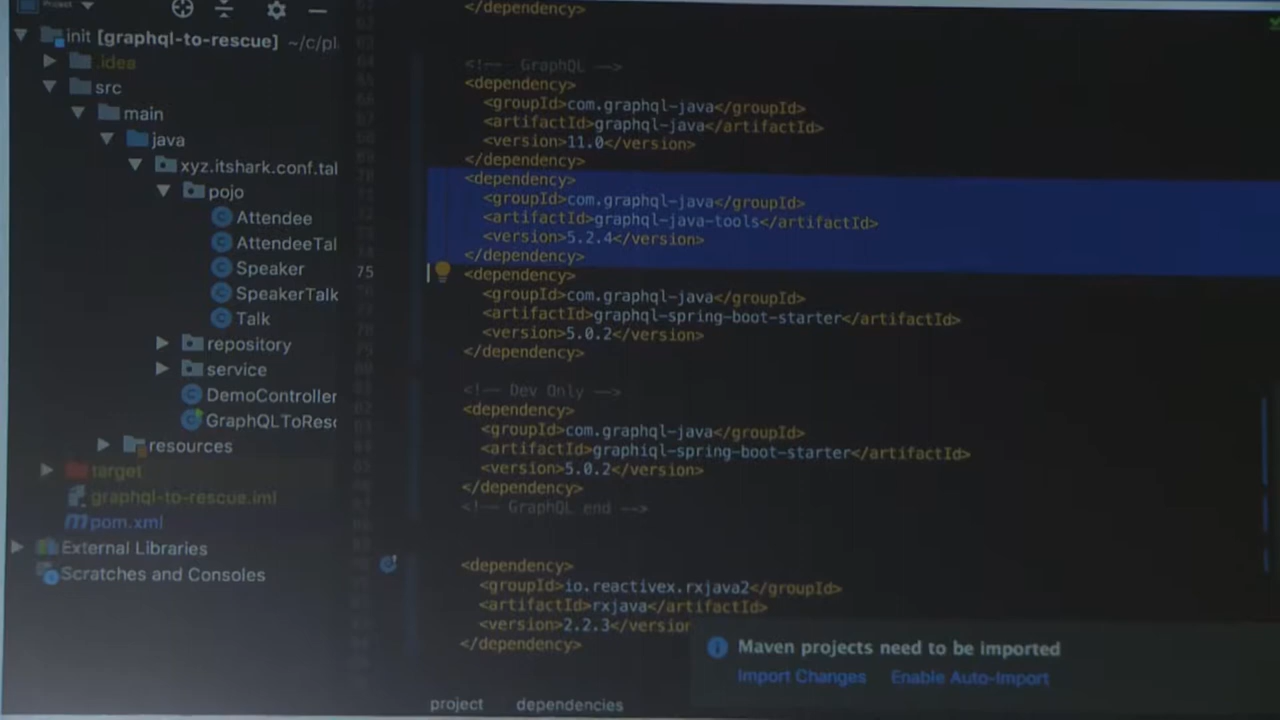 Project
init [graphql-to-rescue] ~/c/pl
.idea
src
main
java
xyz.itshark.conf.tal
pojo
Attendee
AttendeeTal
Speaker
SpeakerTalk
Talk
repository
service
DemoController
GraphQLToResc
resources
target
graphql-to-rescue.iml
pom.xml
External Libraries
Scratches and Consoles
</dependency>
<!-- GraphQL -->
<dependency>
<groupId>com.graphql-java</groupId>
<artifactId>graphql-java</artifactId>
<version>11.0</version>
</dependency>
<dependency>
<groupId>com.graphql-java</groupId>
<artifactId>graphql-java-tools</artifactId>
<version>5.2.4</version>
</dependency>
75 <dependency>
<groupId>com.graphql-java</groupId>
<artifactId>graphql-spring-boot-starter</artifactId>
<version>5.0.2</version>
</dependency>
<!-- Dev Only -->
<dependency>
<groupId>com.graphql-java</groupId>
<artifactId>graphiql-spring-boot-starter</artifactId>
<version>5.0.2</version>
</dependency>
<!-- GraphQL end -->
<dependency>
<groupId>io.reactivex.rxjava2</groupId>
<artifactId>rxjava</artifactId>
<version>2.2.3</version
</dependency>
Maven projects need to be imported
Import Changes Enable Auto-Import
project dependencies